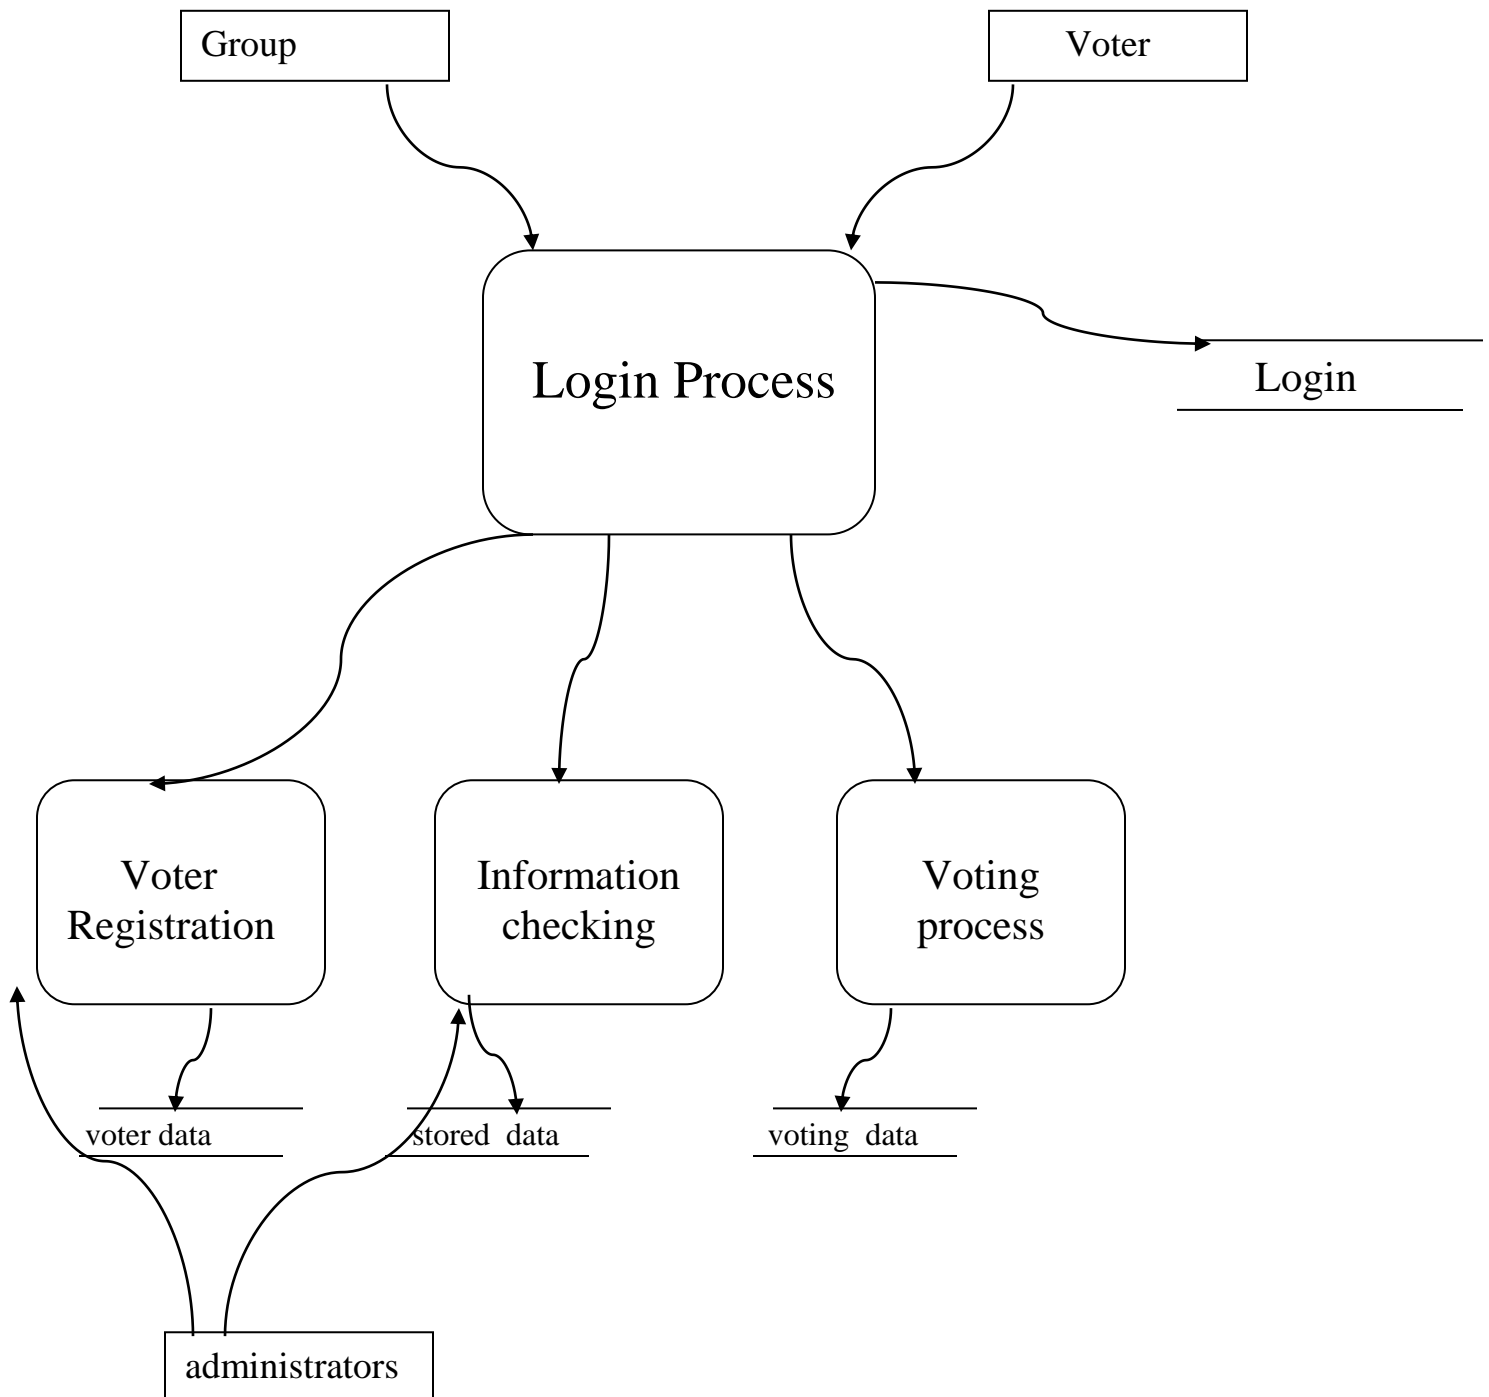 Group
Voter
Login Process
Login
Voter
Registration
Information
checking
Voting
process
voter data
stored  data
voting  data
administrators